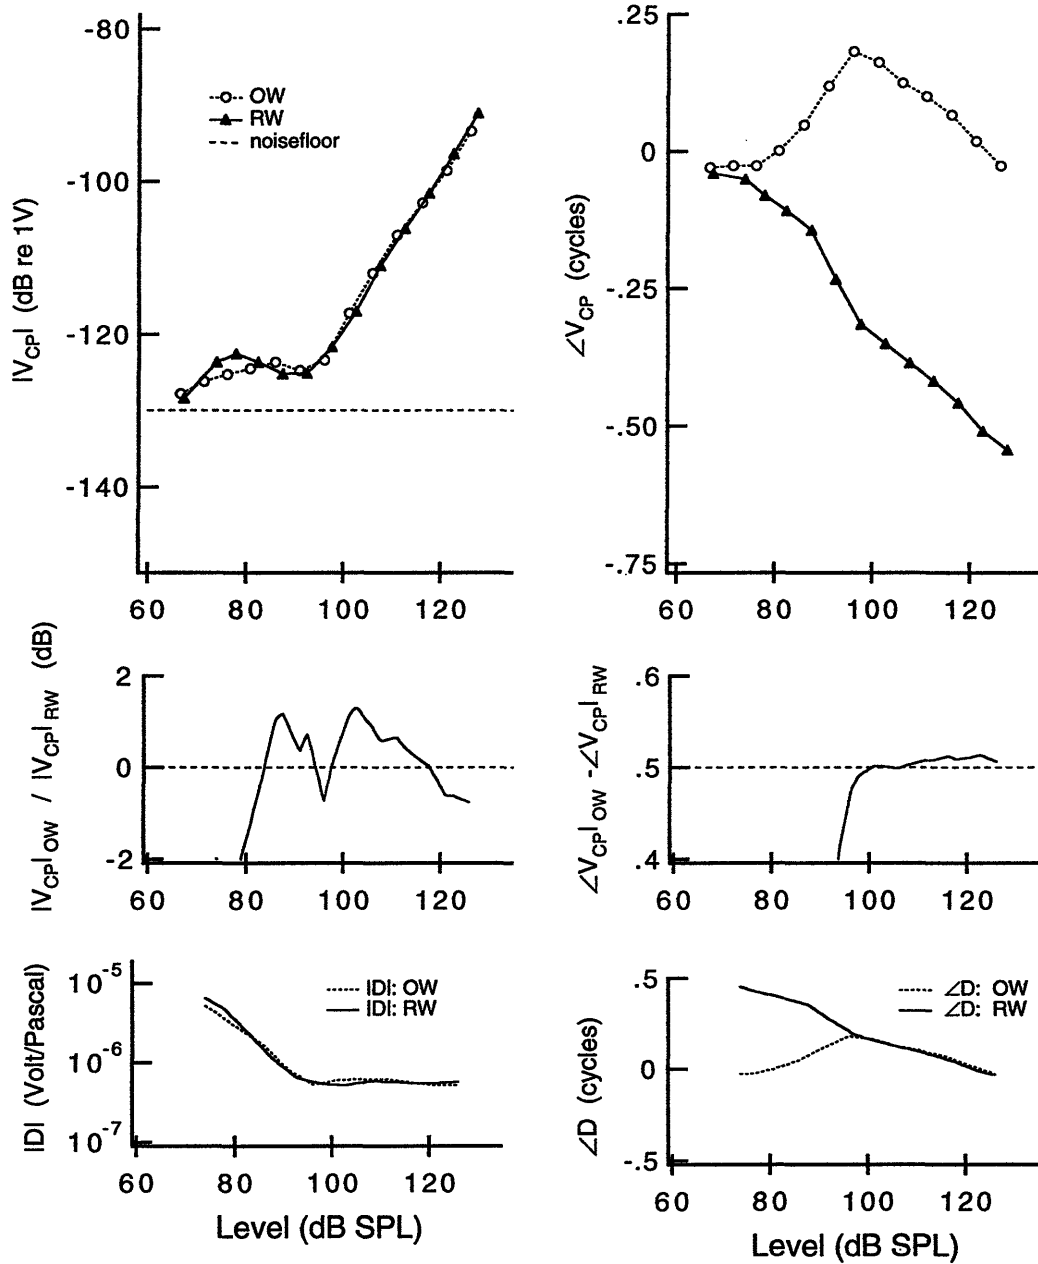 -80
-100
-120
-140
|V_CP| (dB re 1V)
OW
RW
noisefloor
60 80 100 120
.25
0
-.25
-.50
-.75
∠V_CP (cycles)
60 80 100 120
2
0
-2
|V_CP|_OW / |V_CP|_RW (dB)
60 80 100 120
.6
.5
.4
∠V_CP|_OW -∠V_CP|_RW
60 80 100 120
10^-5
10^-6
10^-7
|D| (Volt/Pascal)
|D|: OW
|D|: RW
60 80 100 120
Level (dB SPL)
.5
0
-.5
∠D (cycles)
∠D: OW
∠D: RW
60 80 100 120
Level (dB SPL)